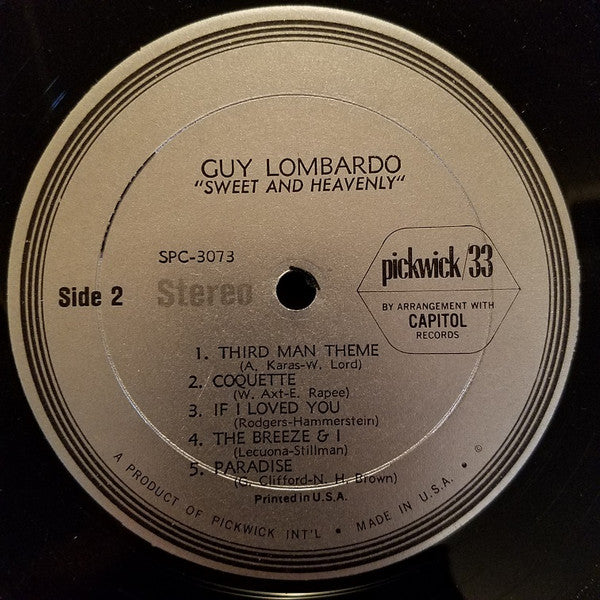 GUY LOMBARDO
"SWEET AND HEAVENLY"
SPC-3073
Side 2
Stereo
pickwick/33
BY ARRANGEMENT WITH
CAPITOL
RECORDS
1. THIRD MAN THEME
(A. Karas-W. Lord)
2. COQUETTE
(W. Axt-E. Rapee)
3. IF I LOVED YOU
(Rodgers-Hammerstein)
4. THE BREEZE & I
(Lecuona-Stillman)
5. PARADISE
(G. Clifford-N. H. Brown)
Printed in U.S.A.
A PRODUCT OF PICKWICK INT'L • MADE IN U.S.A. • ©